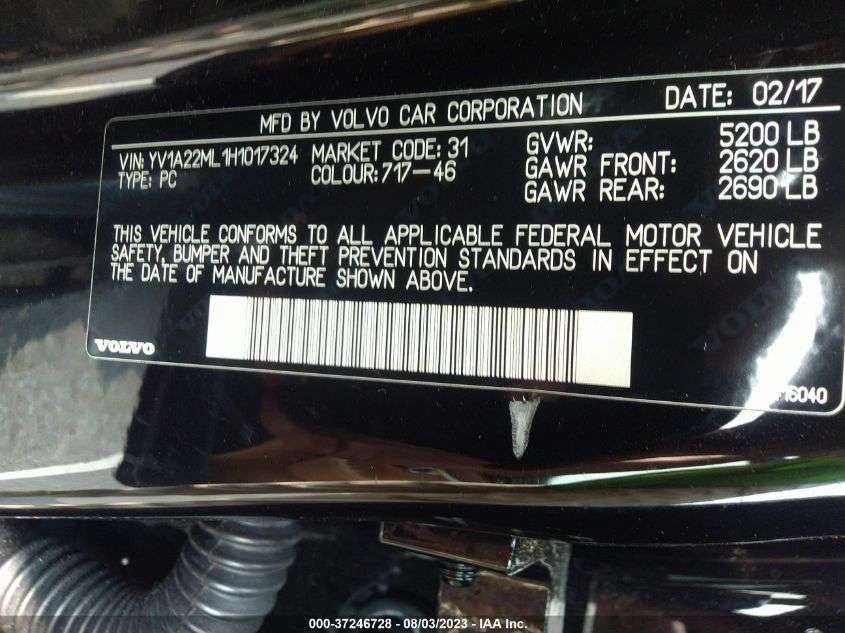 MFD BY VOLVO CAR CORPORATION DATE: 02/17
VIN: YV1A22ML1H1017324 MARKET CODE: 31 GVWR: 5200 LB
TYPE: PC COLOUR:717-46 GAWR FRONT: 2620 LB
GAWR REAR: 2690 LB
THIS VEHICLE CONFORMS TO ALL APPLICABLE FEDERAL MOTOR VEHICLE
SAFETY, BUMPER AND THEFT PREVENTION STANDARDS IN EFFECT ON
THE DATE OF MANUFACTURE SHOWN ABOVE.
VOLVO
000-37246728 - 08/03/2023 - IAA Inc.